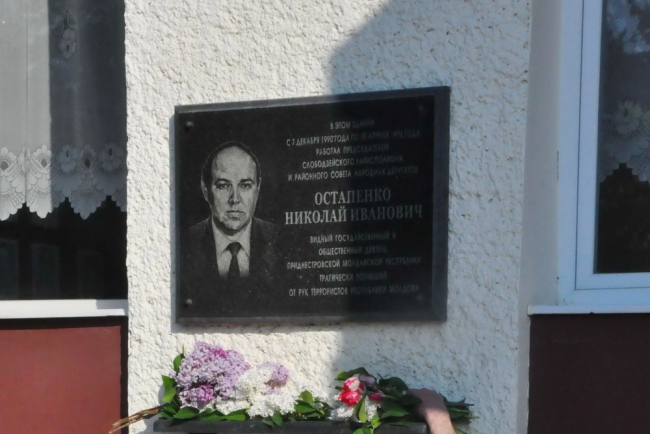 В ЭТОМ ЗДАНИИ
С 7 ДЕКАБРЯ 1990 ГОДА ПО АПРЕЛЯ 1992 ГОДА
РАБОТАЛ ПРЕДСЕДАТЕЛЕМ
СЛОБОДЗЕЙСКОГО РАЙИСПОЛКОМА
И РАЙОННОГО СОВЕТА НАРОДНЫХ ДЕПУТАТОВ
ОСТАПЕНКО
НИКОЛАЙ ИВАНОВИЧ
ВИДНЫЙ ГОСУДАРСТВЕННЫЙ И
ОБЩЕСТВЕННЫЙ ДЕЯТЕЛЬ
ПРИДНЕСТРОВСКОЙ МОЛДАВСКОЙ РЕСПУБЛИКИ
ТРАГИЧЕСКИ ПОГИБШИЙ
ОТ РУК ТЕРРОРИСТОВ РЕСПУБЛИКИ МОЛДОВА